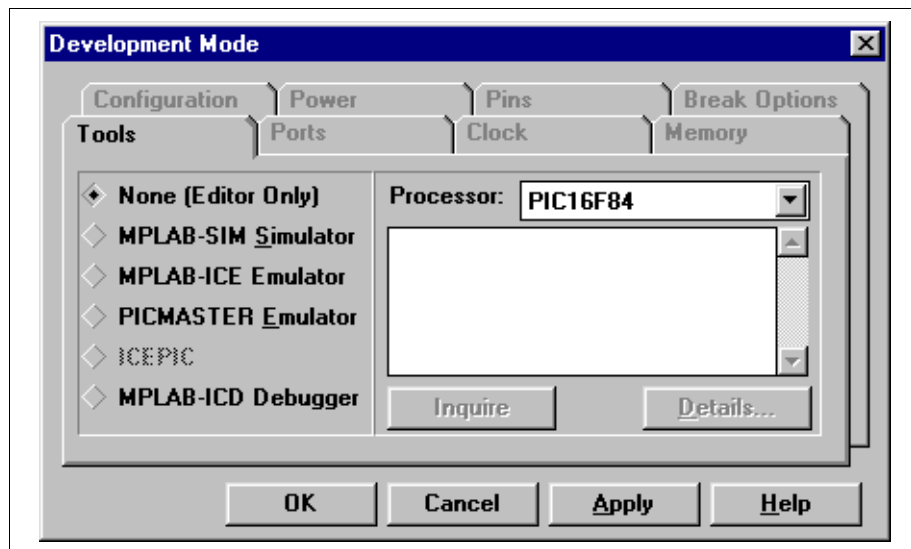 Development Mode
Configuration Power Pins Break Options
Tools Ports Clock Memory
None (Editor Only)
MPLAB-SIM Simulator
MPLAB-ICE Emulator
PICMASTER Emulator
ICEPIC
MPLAB-ICD Debugger
Processor: PIC16F84
Inquire Details...
OK Cancel Apply Help